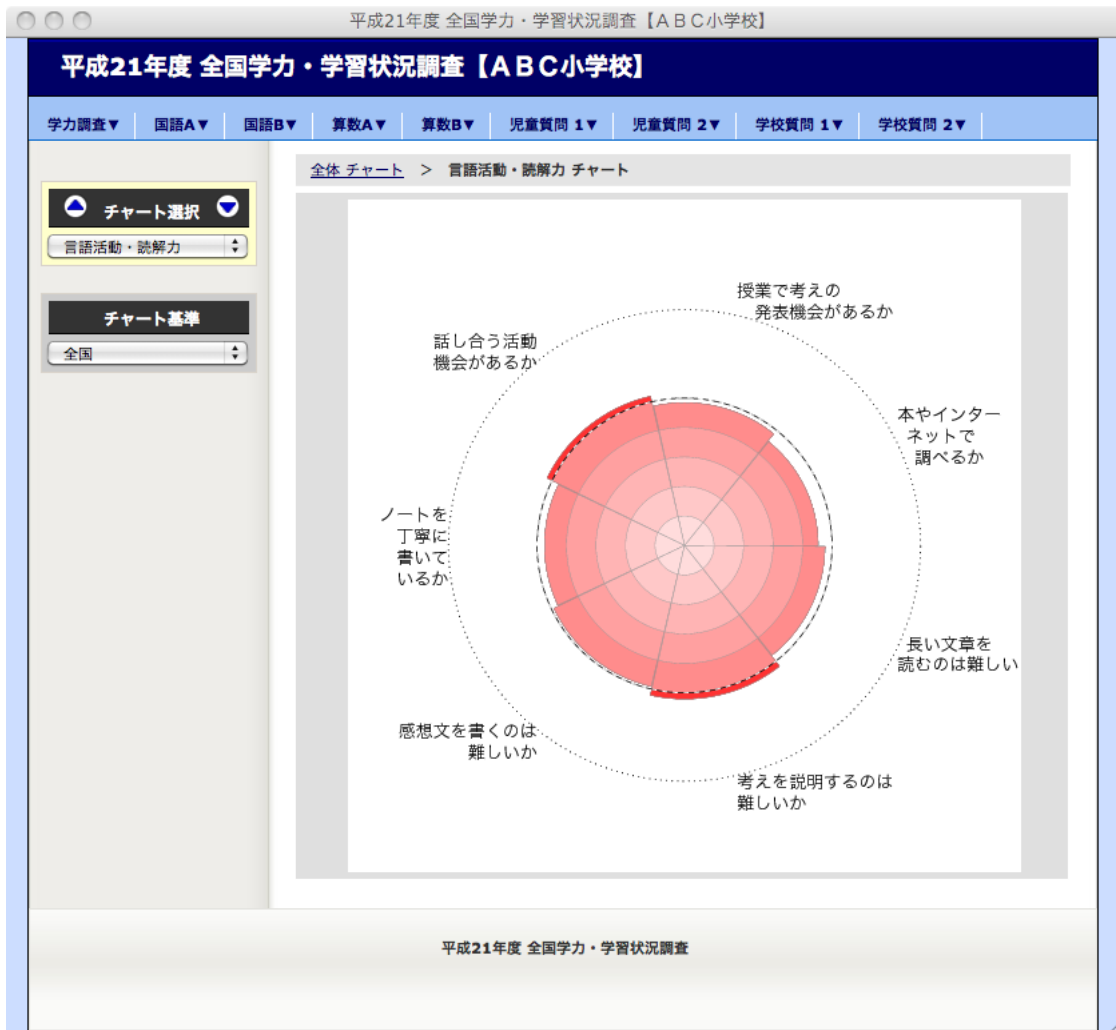 平成21年度 全国学力・学習状況調査【ＡＢＣ小学校】
平成21年度 全国学力・学習状況調査【ＡＢＣ小学校】
学力調査▼ 国語A▼ 国語B▼ 算数A▼ 算数B▼ 児童質問 1▼ 児童質問 2▼ 学校質問 1▼ 学校質問 2▼
全体 チャート > 言語活動・読解力 チャート
チャート選択
言語活動・読解力
チャート基準
全国
授業で考えの
発表機会があるか
話し合う活動
機会があるか
本やインター
ネットで
調べるか
ノートを
丁寧に
書いて
いるか
長い文章を
読むのは難しい
感想文を書くのは
難しいか
考えを説明するのは
難しいか
平成21年度 全国学力・学習状況調査